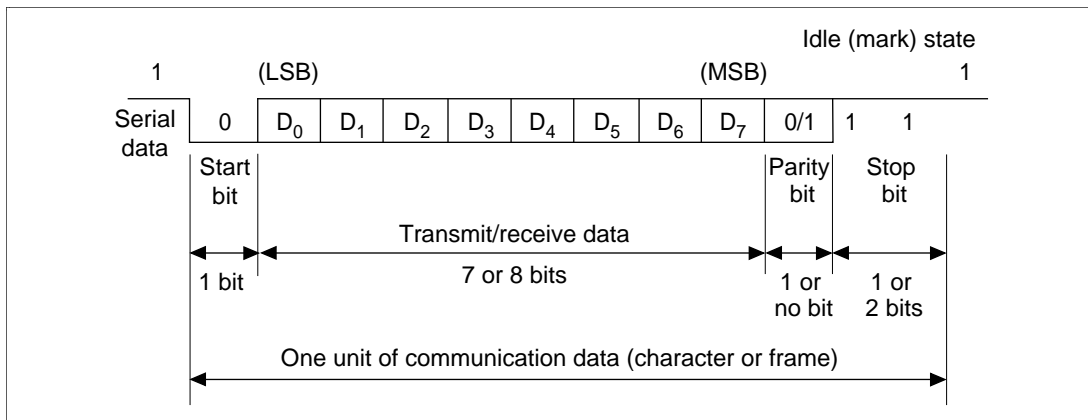 Idle (mark) state
1 (LSB) (MSB) 1
Serial data 0 D0 D1 D2 D3 D4 D5 D6 D7 0/1 1 1
Start bit Parity bit Stop bit
Transmit/receive data
1 bit 7 or 8 bits 1 or no bit 1 or 2 bits
One unit of communication data (character or frame)